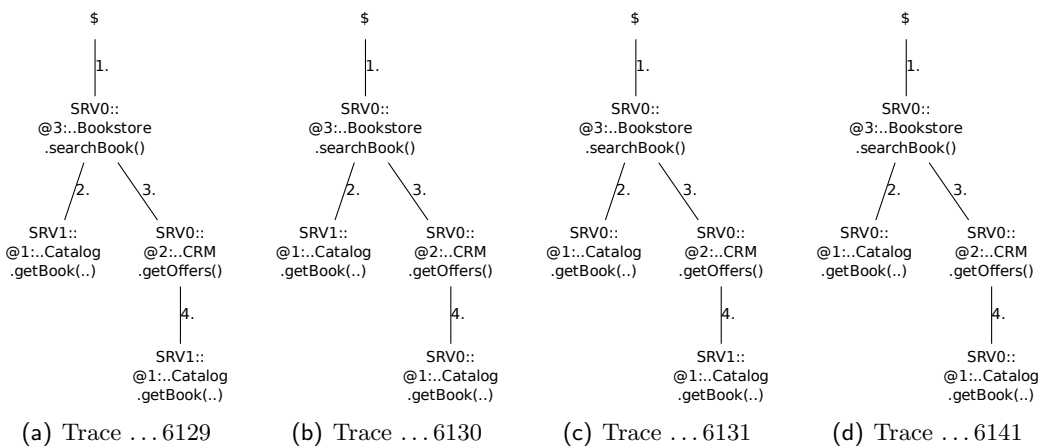 $
1.
SRV0::
@3:..Bookstore
.searchBook()
2.
3.
SRV1::
@1:..Catalog
.getBook(..)
SRV0::
@2:..CRM
.getOffers()
4.
SRV1::
@1:..Catalog
.getBook(..)
(a) Trace ...6129
$
1.
SRV0::
@3:..Bookstore
.searchBook()
2.
3.
SRV1::
@1:..Catalog
.getBook(..)
SRV0::
@2:..CRM
.getOffers()
4.
SRV0::
@1:..Catalog
.getBook(..)
(b) Trace ...6130
$
1.
SRV0::
@3:..Bookstore
.searchBook()
2.
3.
SRV0::
@1:..Catalog
.getBook(..)
SRV0::
@2:..CRM
.getOffers()
4.
SRV1::
@1:..Catalog
.getBook(..)
(c) Trace ...6131
$
1.
SRV0::
@3:..Bookstore
.searchBook()
2.
3.
SRV0::
@1:..Catalog
.getBook(..)
SRV0::
@2:..CRM
.getOffers()
4.
SRV0::
@1:..Catalog
.getBook(..)
(d) Trace ...6141